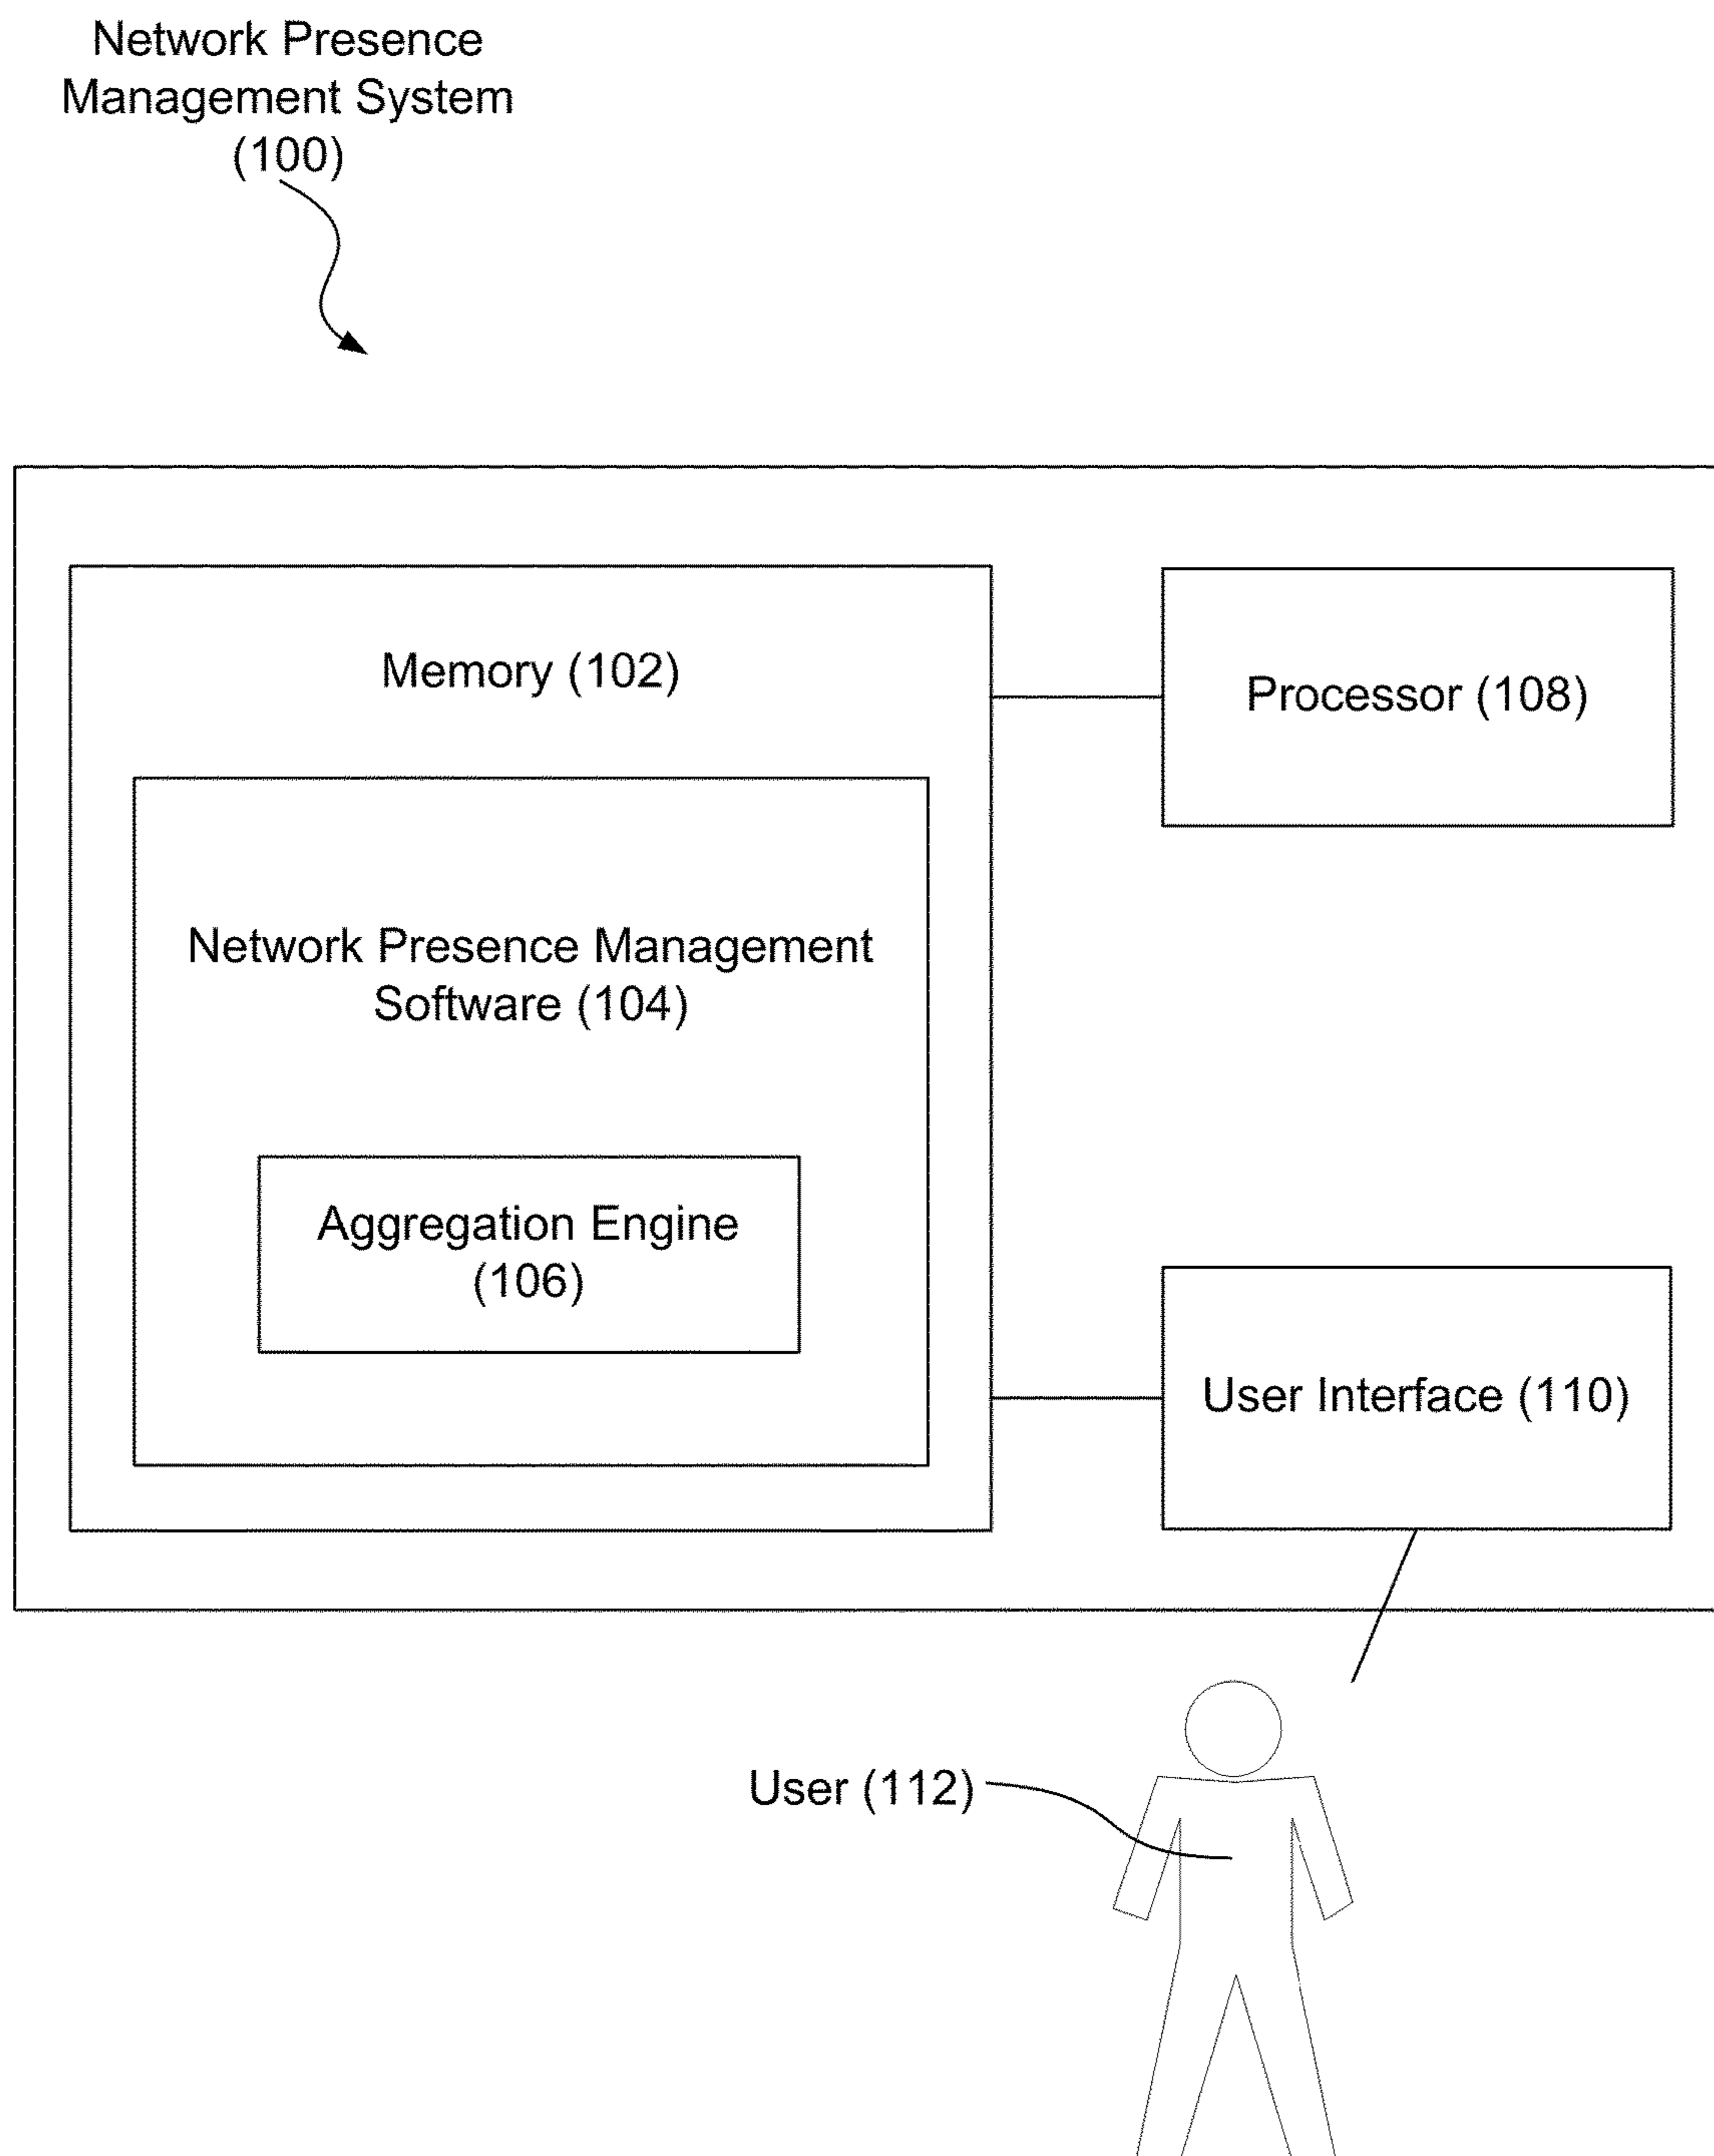 Network Presence
Management System
(100)
Memory (102)
Processor (108)
Network Presence Management
Software (104)
Aggregation Engine
(106)
User Interface (110)
User (112)